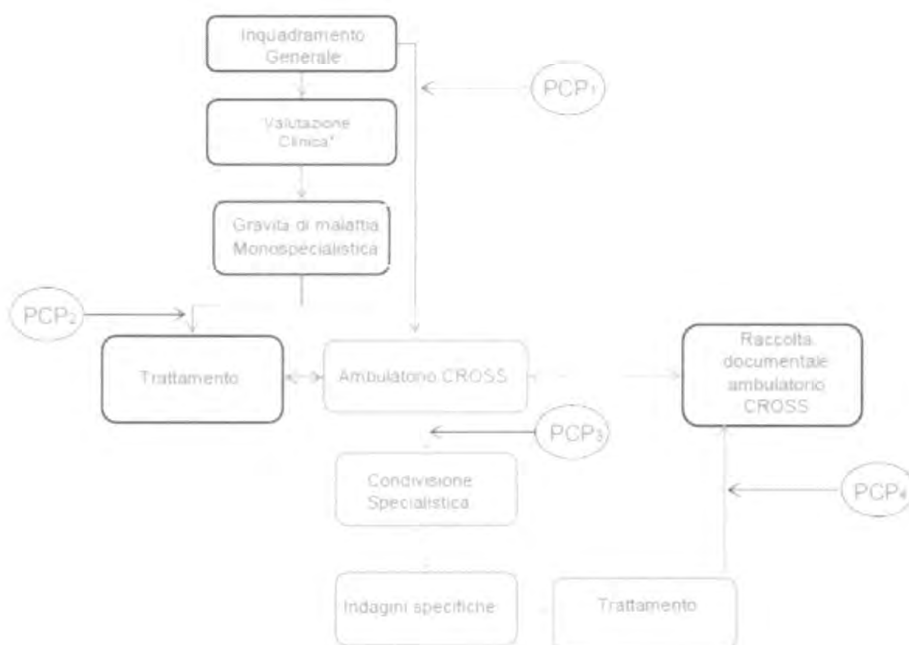 Inquadramento
Generale
PCP1
Valutazione
Clinica*
Gravita di malattia
Monospecialistica
PCP2
Trattamento
Ambulatorio CROSS
Raccolta
documentale
ambulatorio
CROSS
PCP3
Condivisione
Specialistica
PCP4
Indagini specifiche
Trattamento